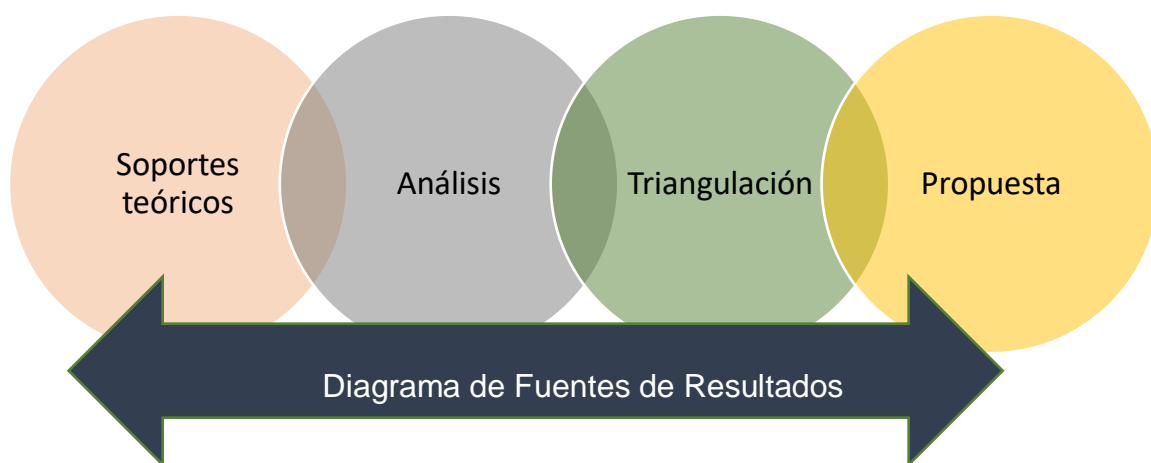 Soportes
teóricos
Análisis
Triangulación
Propuesta
Diagrama de Fuentes de Resultados